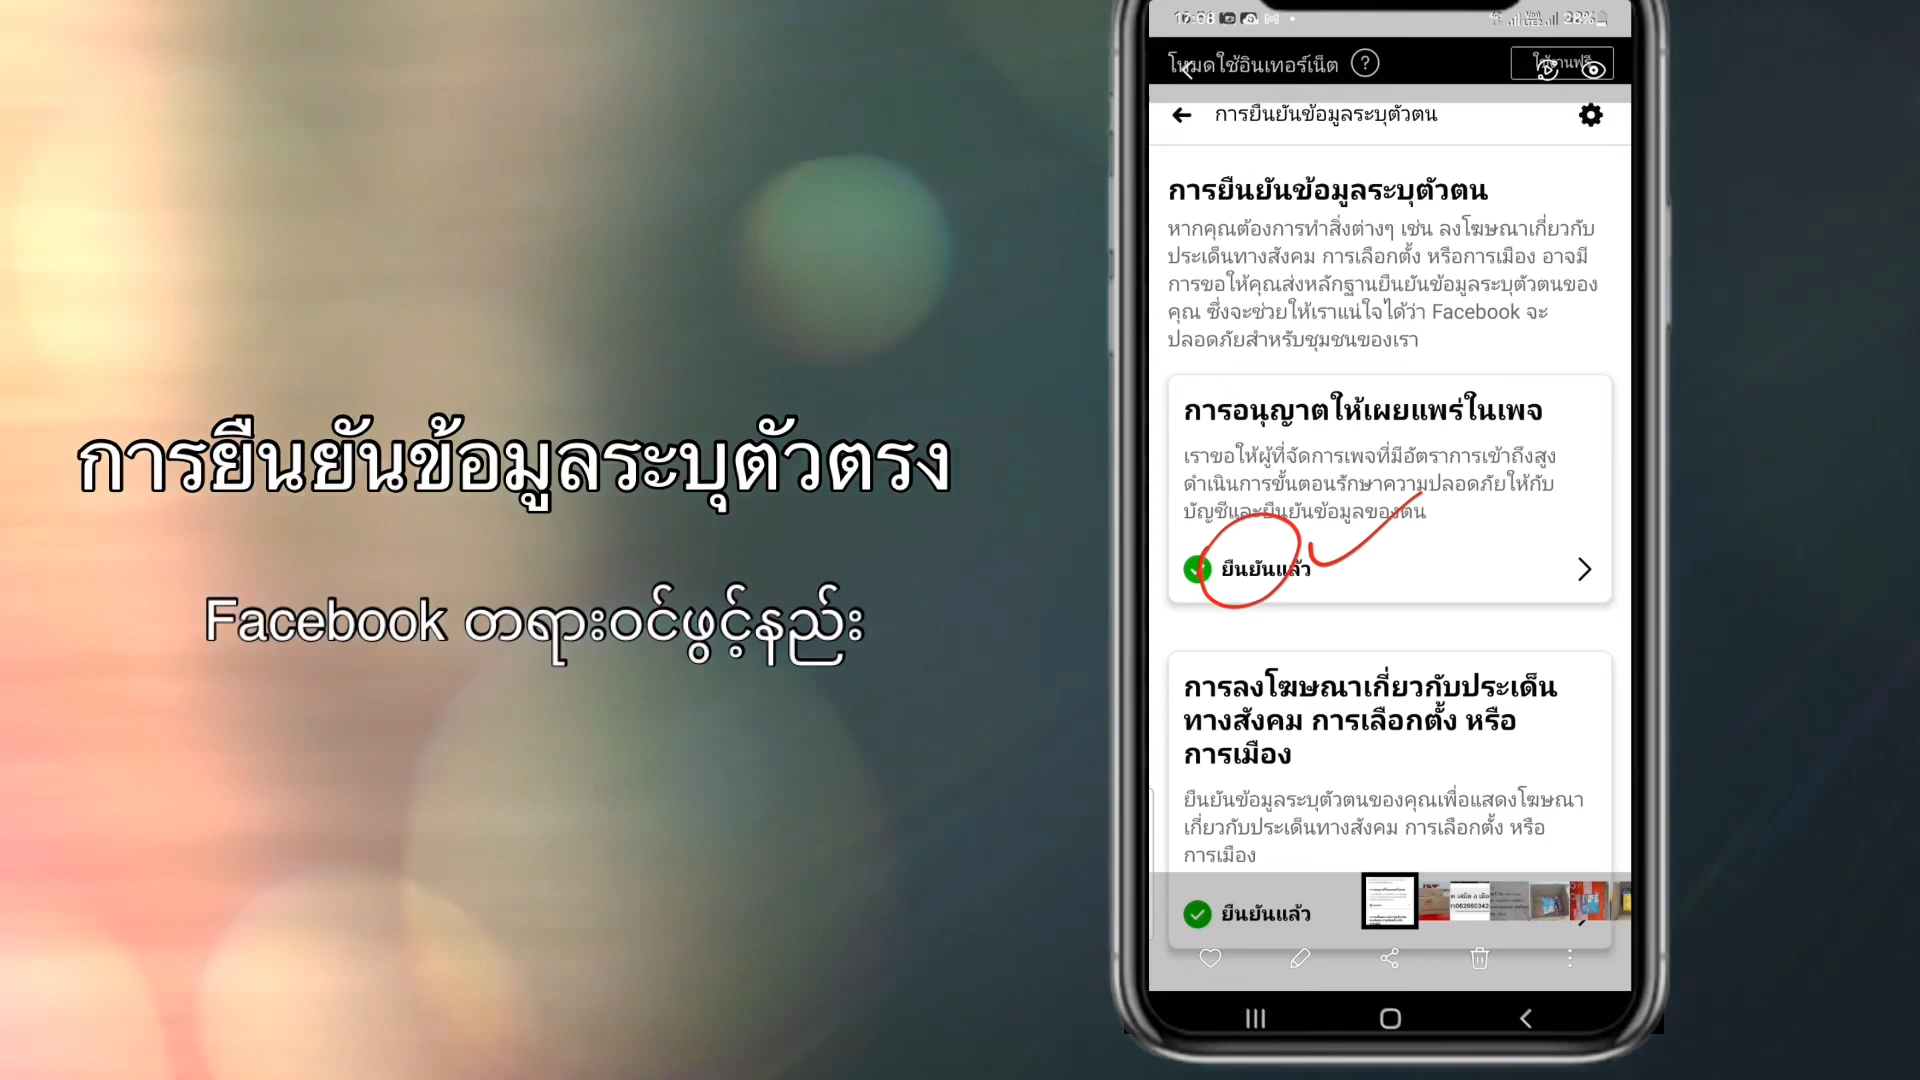 การยืนยันข้อมูลระบุตัวตรง
Facebook တရားဝင်ဖွင့်နည်း
28%
โหมดใช้อินเทอร์เน็ต ?
การยืนยันข้อมูลระบุตัวตน
การยืนยันข้อมูลระบุตัวตน
หากคุณต้องการทำสิ่งต่างๆ เช่น ลงโฆษณาเกี่ยวกับ
ประเด็นทางสังคม การเลือกตั้ง หรือการเมือง อาจมี
การขอให้คุณส่งหลักฐานยืนยันข้อมูลระบุตัวตนของ
คุณ ซึ่งจะช่วยให้เราแน่ใจได้ว่า Facebook จะ
ปลอดภัยสำหรับชุมชนของเรา
การอนุญาตให้เผยแพร่ในเพจ
เราขอให้ผู้ที่จัดการเพจที่มีอัตราการเข้าถึงสูง
ดำเนินการขั้นตอนรักษาความปลอดภัยให้กับ
บัญชีและยืนยันข้อมูลของตน
ยืนยันแล้ว
การลงโฆษณาเกี่ยวกับประเด็น
ทางสังคม การเลือกตั้ง หรือ
การเมือง
ยืนยันข้อมูลระบุตัวตนของคุณเพื่อแสดงโฆษณา
เกี่ยวกับประเด็นทางสังคม การเลือกตั้ง หรือ
การเมือง
ยืนยันแล้ว